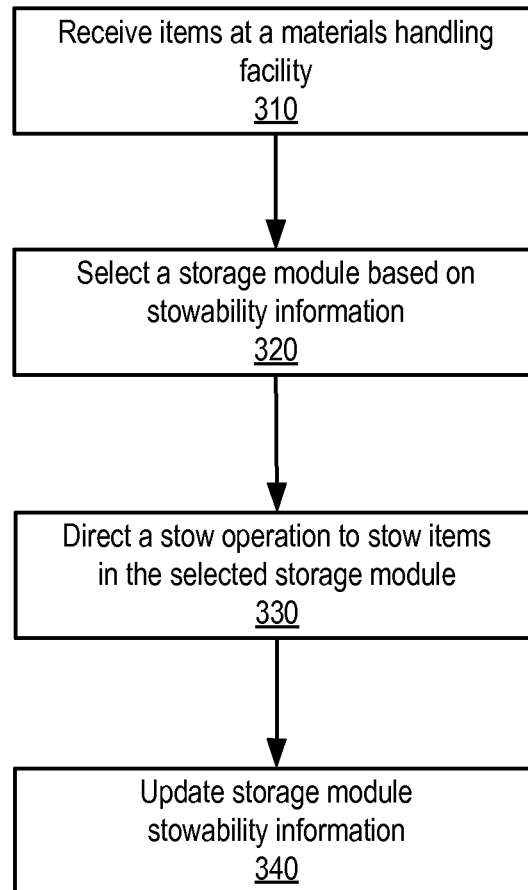 Receive items at a materials handling
facility
310
Select a storage module based on
stowability information
320
Direct a stow operation to stow items
in the selected storage module
330
Update storage module
stowability information
340